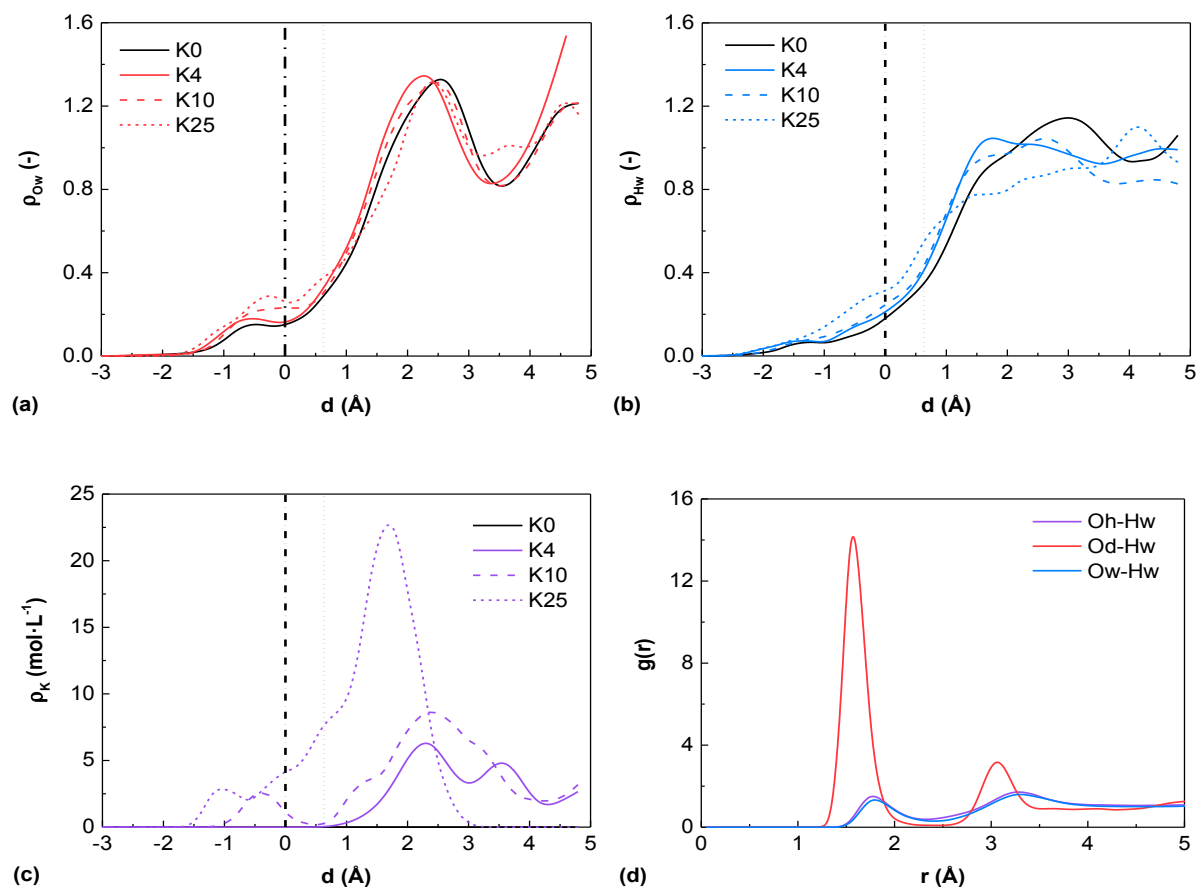 1.6
1.2
0.8
0.4
0.0
ρOw (-)
K0
K4
K10
K25
-3 -2 -1 0 1 2 3 4 5
(a) d (Å)
1.6
1.2
0.8
0.4
0.0
ρHw (-)
K0
K4
K10
K25
-3 -2 -1 0 1 2 3 4 5
(b) d (Å)
25
20
15
10
5
0
ρK (mol·L⁻¹)
K0
K4
K10
K25
-3 -2 -1 0 1 2 3 4 5
(c) d (Å)
16
12
8
4
0
g(r)
Oh-Hw
Od-Hw
Ow-Hw
0 1 2 3 4 5
(d) r (Å)